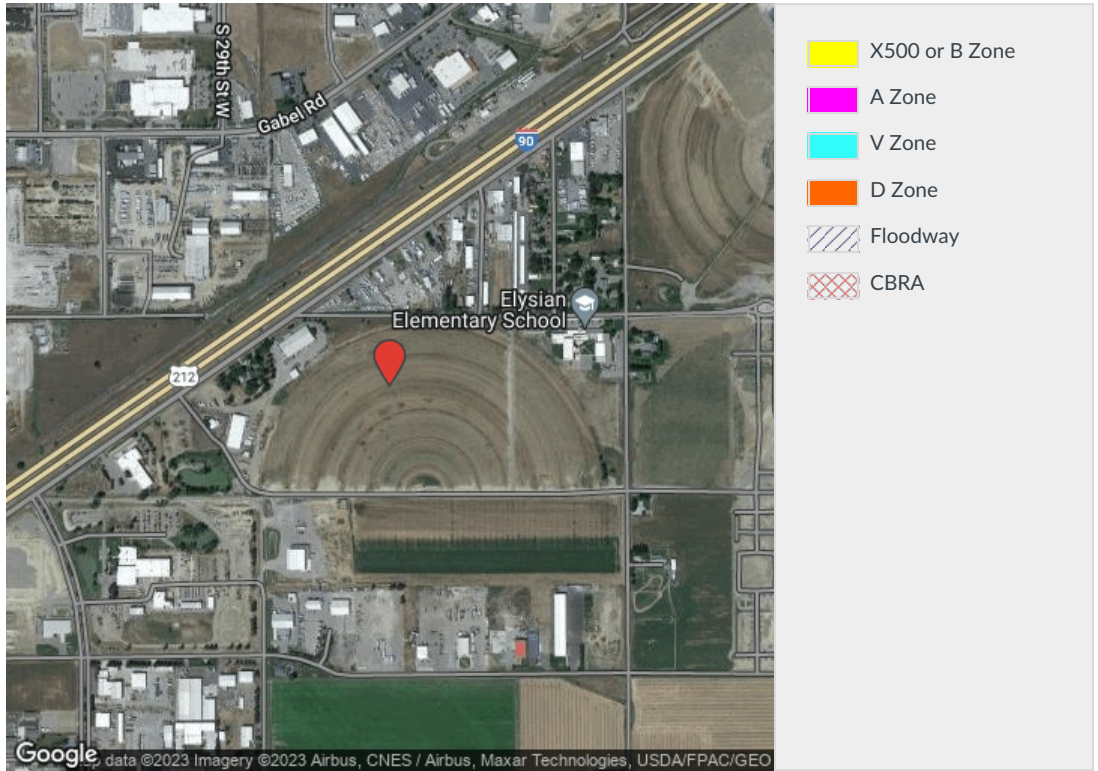 S 29th St W
Gabel Rd
90
Elysian
Elementary School
212
Google
data ©2023 Imagery ©2023 Airbus, CNES / Airbus, Maxar Technologies, USDA/FPAC/GEO
X500 or B Zone
A Zone
V Zone
D Zone
Floodway
CBRA